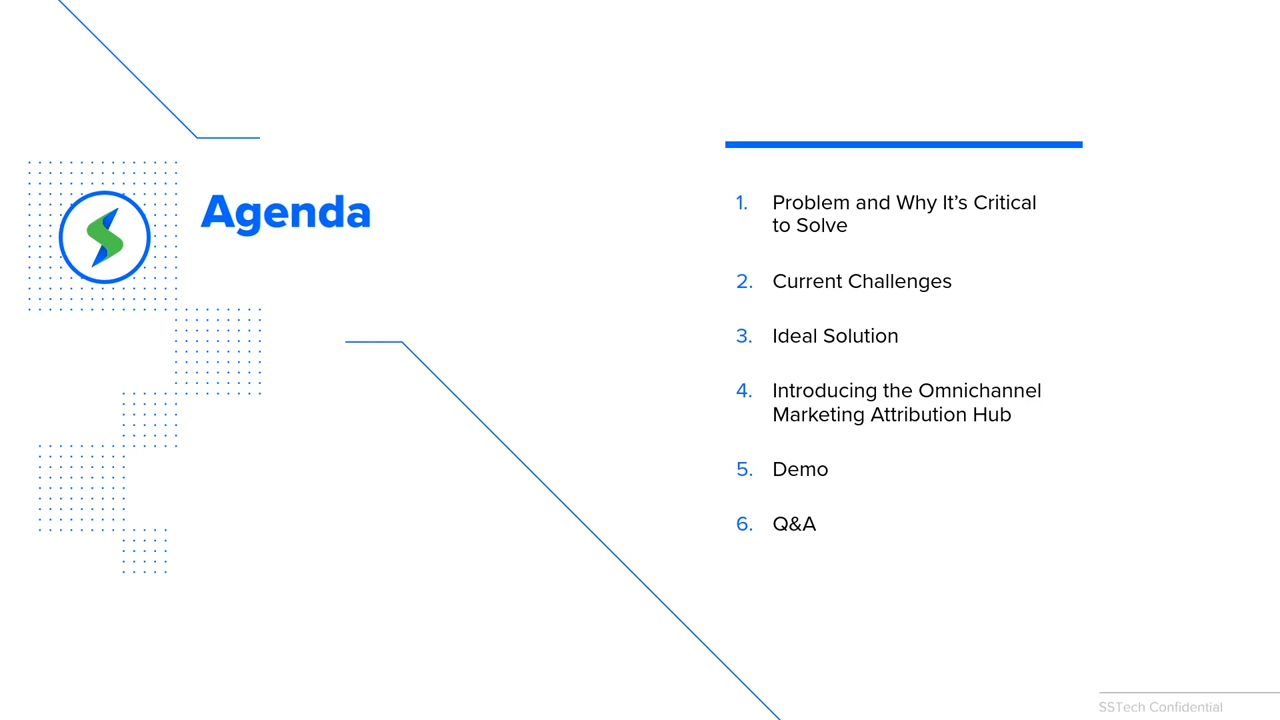 Agenda
1. Problem and Why It’s Critical
to Solve
2. Current Challenges
3. Ideal Solution
4. Introducing the Omnichannel
Marketing Attribution Hub
5. Demo
6. Q&A
SSTech Confidential